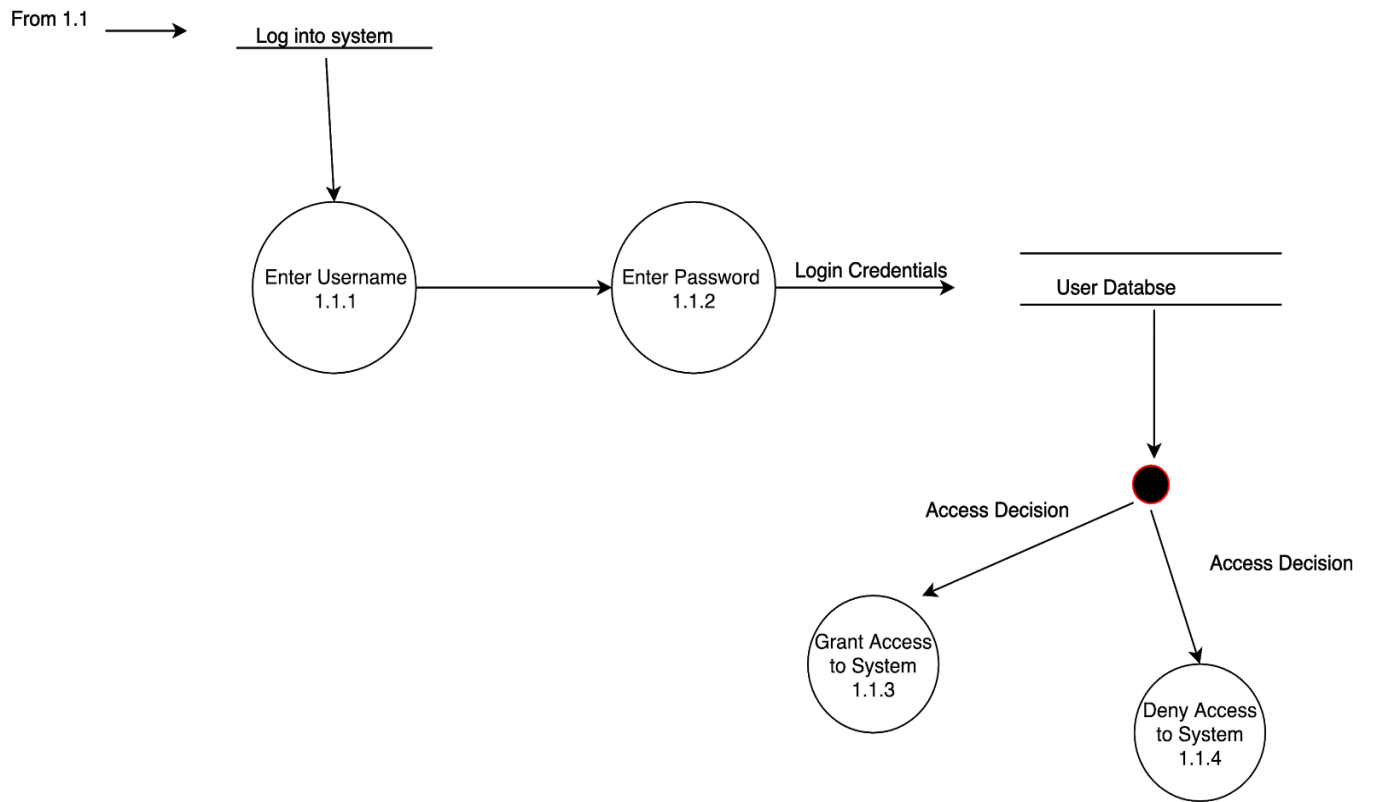 From 1.1
Log into system
Enter Username
1.1.1
Enter Password
1.1.2
Login Credentials
User Databse
Access Decision
Access Decision
Grant Access
to System
1.1.3
Deny Access
to System
1.1.4